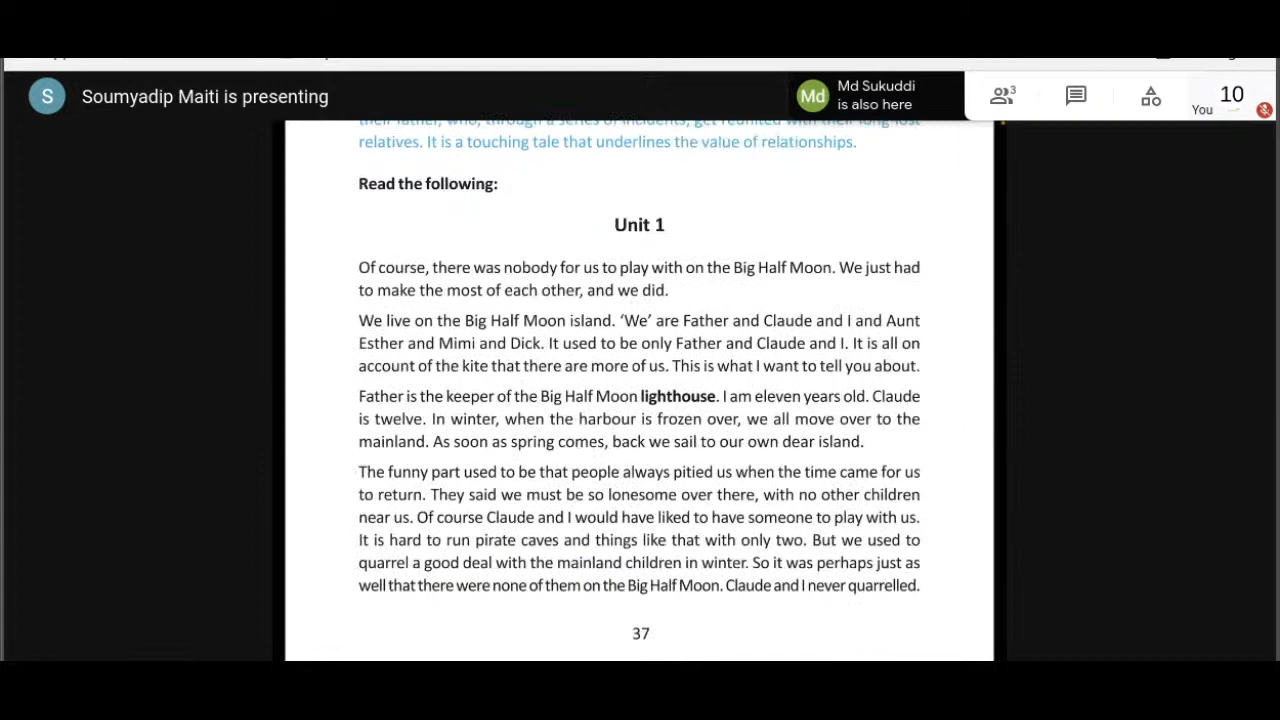 S
Soumyadip Maiti is presenting
Md
Md Sukuddi
is also here
3
You
10
their father, who, through a series of incidents, get reunited with their long-lost
relatives. It is a touching tale that underlines the value of relationships.
Read the following:
Unit 1
Of course, there was nobody for us to play with on the Big Half Moon. We just had
to make the most of each other, and we did.
We live on the Big Half Moon island. ‘We’ are Father and Claude and I and Aunt
Esther and Mimi and Dick. It used to be only Father and Claude and I. It is all on
account of the kite that there are more of us. This is what I want to tell you about.
Father is the keeper of the Big Half Moon lighthouse. I am eleven years old. Claude
is twelve. In winter, when the harbour is frozen over, we all move over to the
mainland. As soon as spring comes, back we sail to our own dear island.
The funny part used to be that people always pitied us when the time came for us
to return. They said we must be so lonesome over there, with no other children
near us. Of course Claude and I would have liked to have someone to play with us.
It is hard to run pirate caves and things like that with only two. But we used to
quarrel a good deal with the mainland children in winter. So it was perhaps just as
well that there were none of them on the Big Half Moon. Claude and I never quarrelled.
37